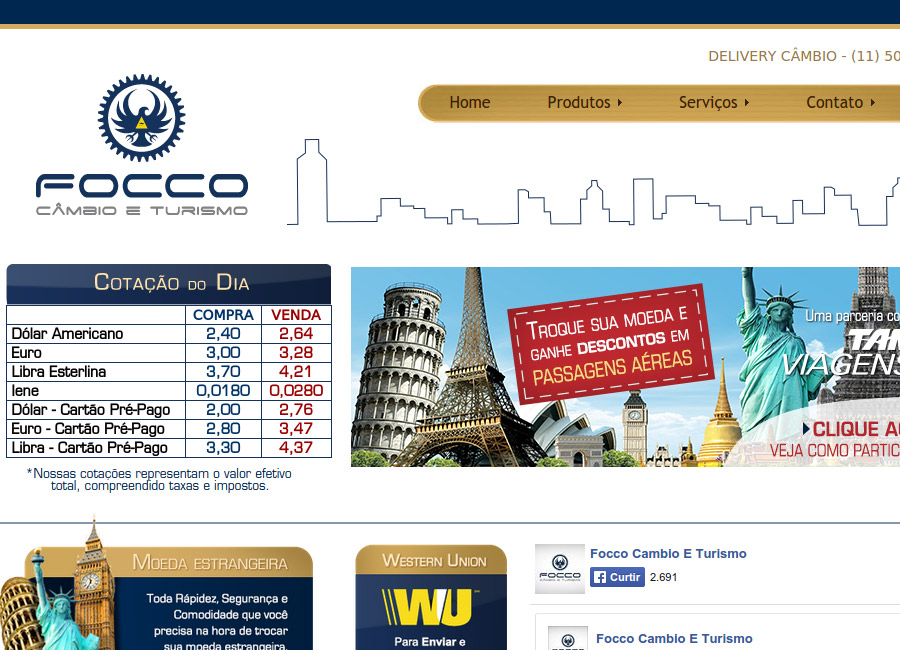 DELIVERY CÂMBIO - (11) 50
Home Produtos Serviços Contato
FOCCO
CÂMBIO E TURISMO
Cotação do Dia
COMPRA VENDA
Dólar Americano 2,40 2,64
Euro 3,00 3,28
Libra Esterlina 3,70 4,21
Iene 0,0180 0,0280
Dólar - Cartão Pré-Pago 2,00 2,76
Euro - Cartão Pré-Pago 2,80 3,47
Libra - Cartão Pré-Pago 3,30 4,37
*Nossas cotações representam o valor efetivo
total, compreendido taxas e impostos.
Troque sua moeda e
ganhe descontos em
passagens aéreas
Uma parceria co
TAM
VIAGENS
CLIQUE A
VEJA COMO PARTIC
Moeda estrangeira
Toda Rápidez, Segurança e
Comodidade que você
precisa na hora de trocar
sua moeda estrangeira.
Western Union
WU
Para Enviar e
FOCCO
CÂMBIO E TURISMO
Focco Cambio E Turismo
Curtir 2.691
FOCCO
Focco Cambio E Turismo